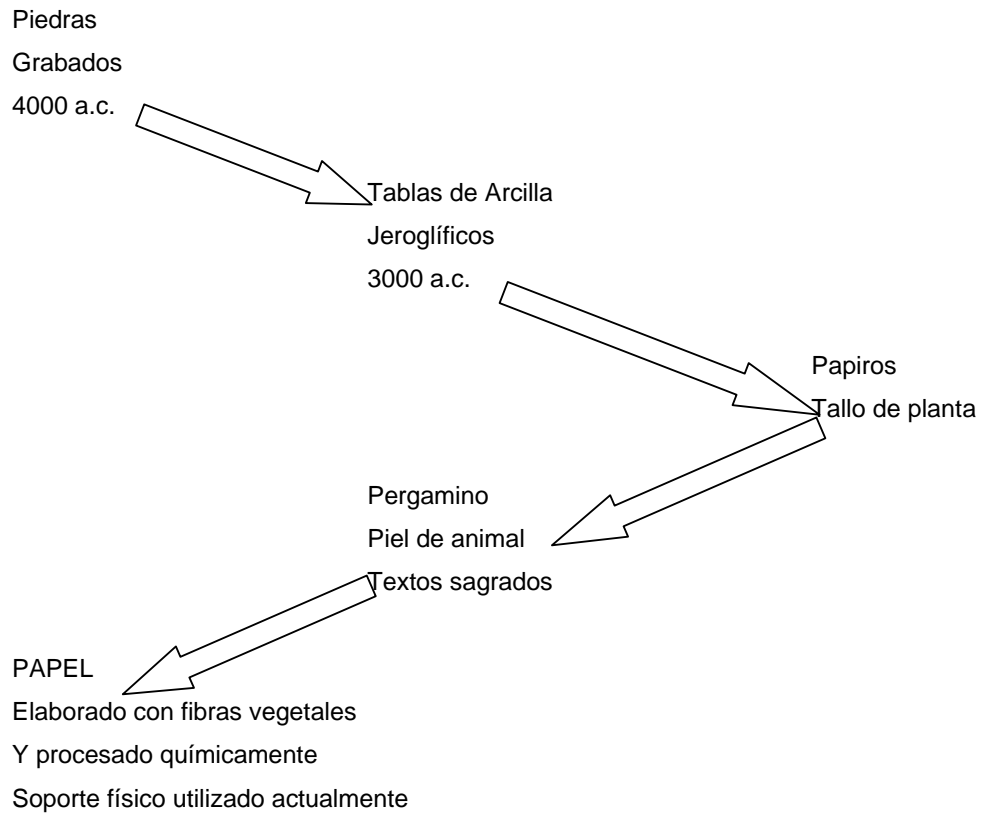 Piedras
Grabados
4000 a.c.
Tablas de Arcilla
Jeroglíficos
3000 a.c.
Papiros
Tallo de planta
Pergamino
Piel de animal
Textos sagrados
PAPEL
Elaborado con fibras vegetales
Y procesado químicamente
Soporte físico utilizado actualmente